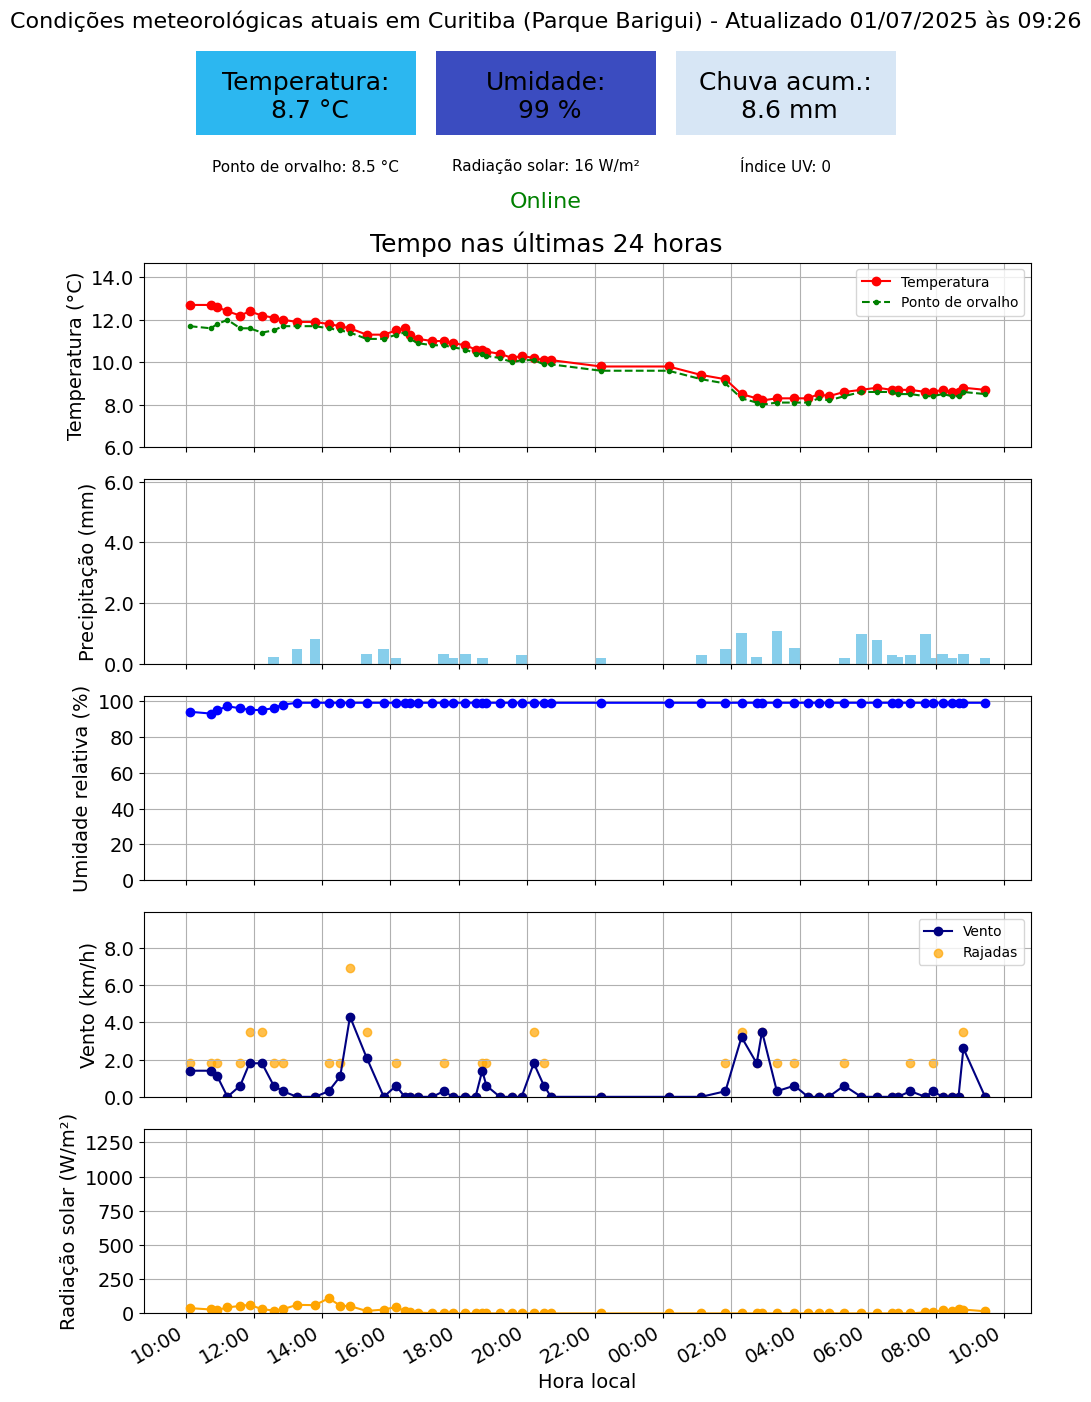 Condições meteorológicas atuais em Curitiba (Parque Barigui) - Atualizado 01/07/2025 às 09:26
Temperatura:
8.7 °C
Umidade:
99 %
Chuva acum.:
8.6 mm
Ponto de orvalho: 8.5 °C
Radiação solar: 16 W/m²
Índice UV: 0
Online
Tempo nas últimas 24 horas
Temperatura (°C)
14.0
12.0
10.0
8.0
6.0
Temperatura
Ponto de orvalho
Precipitação (mm)
6.0
4.0
2.0
0.0
Umidade relativa (%)
100
80
60
40
20
0
Vento (km/h)
8.0
6.0
4.0
2.0
0.0
Vento
Rajadas
Radiação solar (W/m²)
1250
1000
750
500
250
0
10:00
12:00
14:00
16:00
18:00
20:00
22:00
00:00
02:00
04:00
06:00
08:00
10:00
Hora local